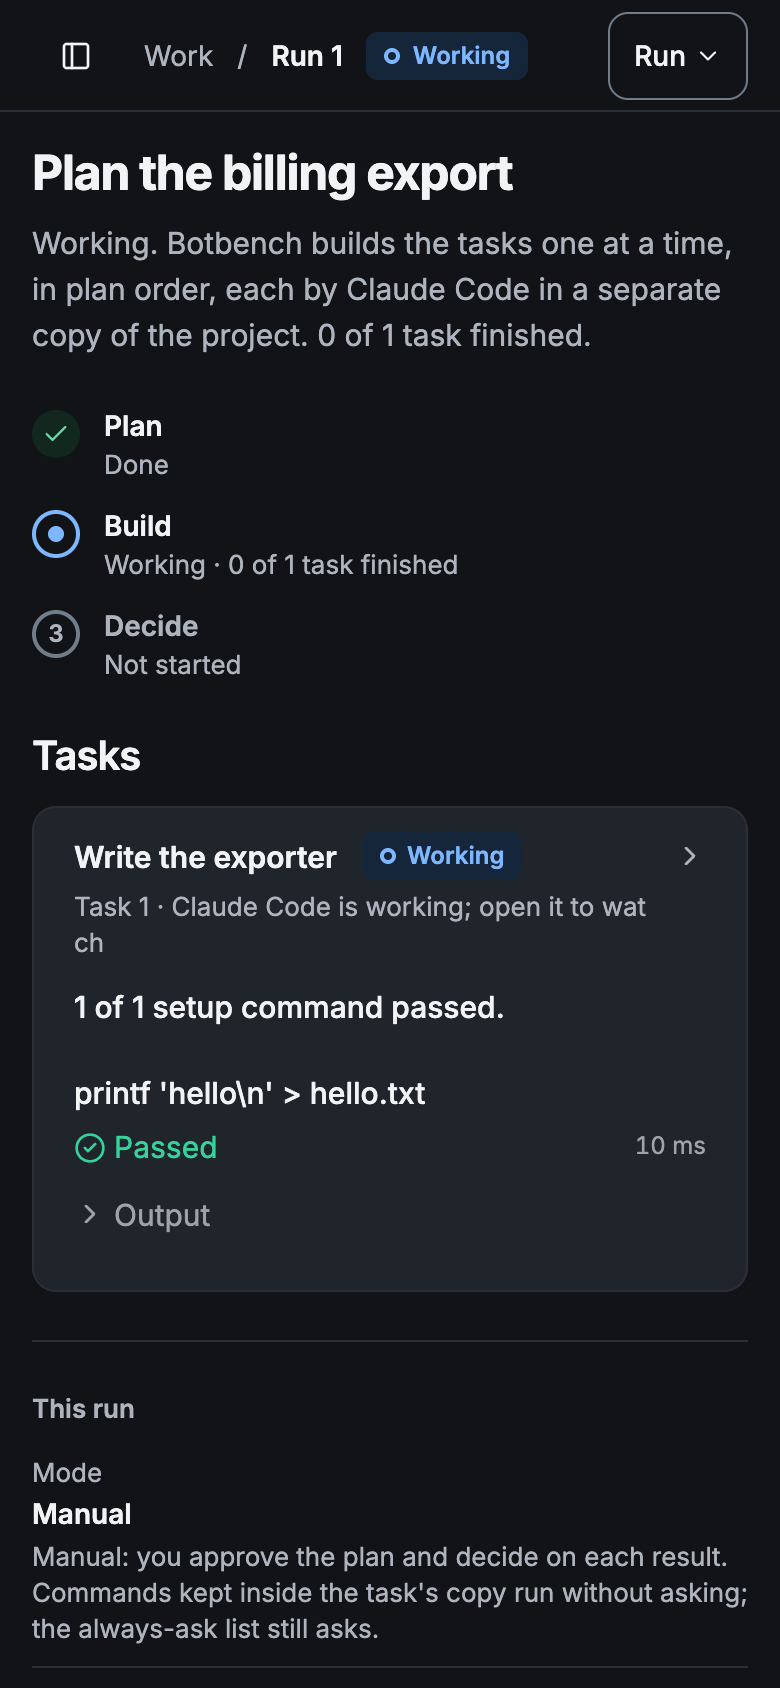 Work / Run 1 Working Run
Plan the billing export
Working. Botbench builds the tasks one at a time,
in plan order, each by Claude Code in a separate
copy of the project. 0 of 1 task finished.
Plan
Done
Build
Working · 0 of 1 task finished
3 Decide
Not started
Tasks
Write the exporter Working
Task 1 · Claude Code is working; open it to wat
ch
1 of 1 setup command passed.
printf 'hello\n' > hello.txt
Passed 10 ms
Output
This run
Mode
Manual
Manual: you approve the plan and decide on each result.
Commands kept inside the task's copy run without asking;
the always-ask list still asks.